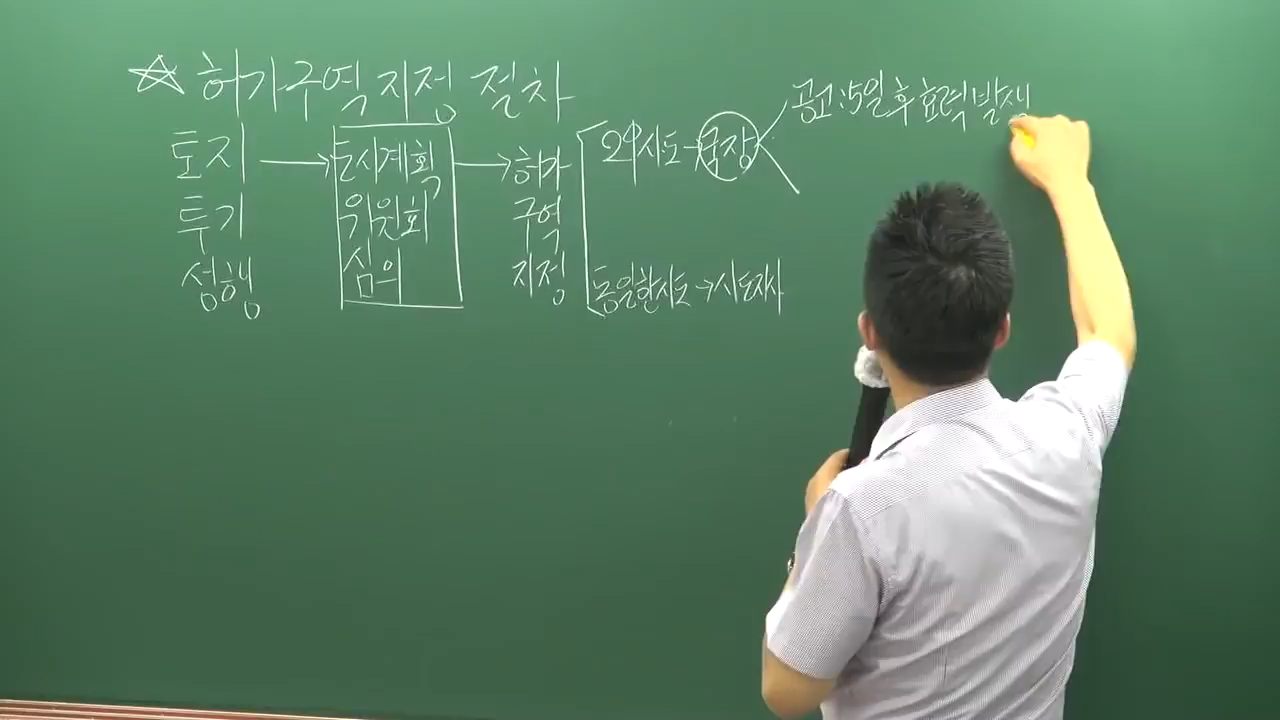 ☆ 허가구역 지정 절차
토지 투기 성행 → 도시계획 위원회 심의 → 허가 구역 지정
2이상 시도 → 국장
공고: 5일 후 효력 발생
동일한 시도 → 시도지사